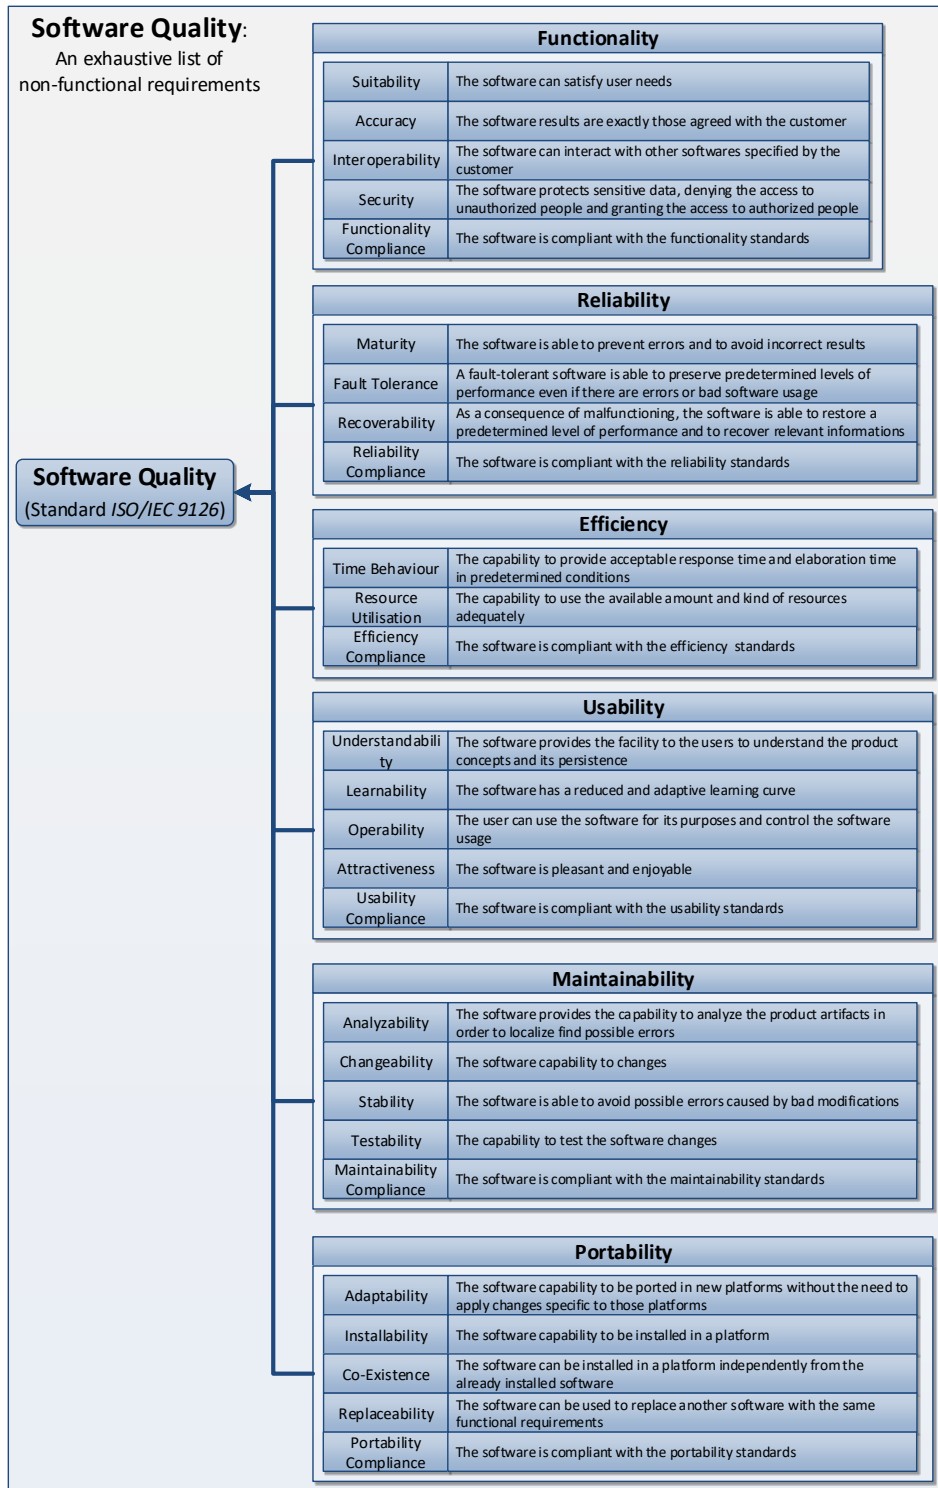 Software Quality:
An exhaustive list of
non-functional requirements
Functionality
Suitability
The software can satisfy user needs
Accuracy
The software results are exactly those agreed with the customer
Interoperability
The software can interact with other softwares specified by the
customer
Security
The software protects sensitive data, denying the access to
unauthorized people and granting the access to authorized people
Functionality
Compliance
The software is compliant with the functionality standards
Reliability
Maturity
The software is able to prevent errors and to avoid incorrect results
Fault Tolerance
A fault-tolerant software is able to preserve predetermined levels of
performance even if there are errors or bad software usage
Recoverability
As a consequence of malfunctioning, the software is able to restore a
predetermined level of performance and to recover relevant informations
Reliability
Compliance
The software is compliant with the reliability standards
Software Quality
(Standard ISO/IEC 9126)
Efficiency
Time Behaviour
The capability to provide acceptable response time and elaboration time
in predetermined conditions
Resource
Utilisation
The capability to use the available amount and kind of resources
adequately
Efficiency
Compliance
The software is compliant with the efficiency standards
Usability
Understandabili
ty
The software provides the facility to the users to understand the product
concepts and its persistence
Learnability
The software has a reduced and adaptive learning curve
Operability
The user can use the software for its purposes and control the software
usage
Attractiveness
The software is pleasant and enjoyable
Usability
Compliance
The software is compliant with the usability standards
Maintainability
Analyzability
The software provides the capability to analyze the product artifacts in
order to localize find possible errors
Changeability
The software capability to changes
Stability
The software is able to avoid possible errors caused by bad modifications
Testability
The capability to test the software changes
Maintainability
Compliance
The software is compliant with the maintainability standards
Portability
Adaptability
The software capability to be ported in new platforms without the need to
apply changes specific to those platforms
Installability
The software capability to be installed in a platform
Co-Existence
The software can be installed in a platform independently from the
already installed software
Replaceability
The software can be used to replace another software with the same
functional requirements
Portability
Compliance
The software is compliant with the portability standards